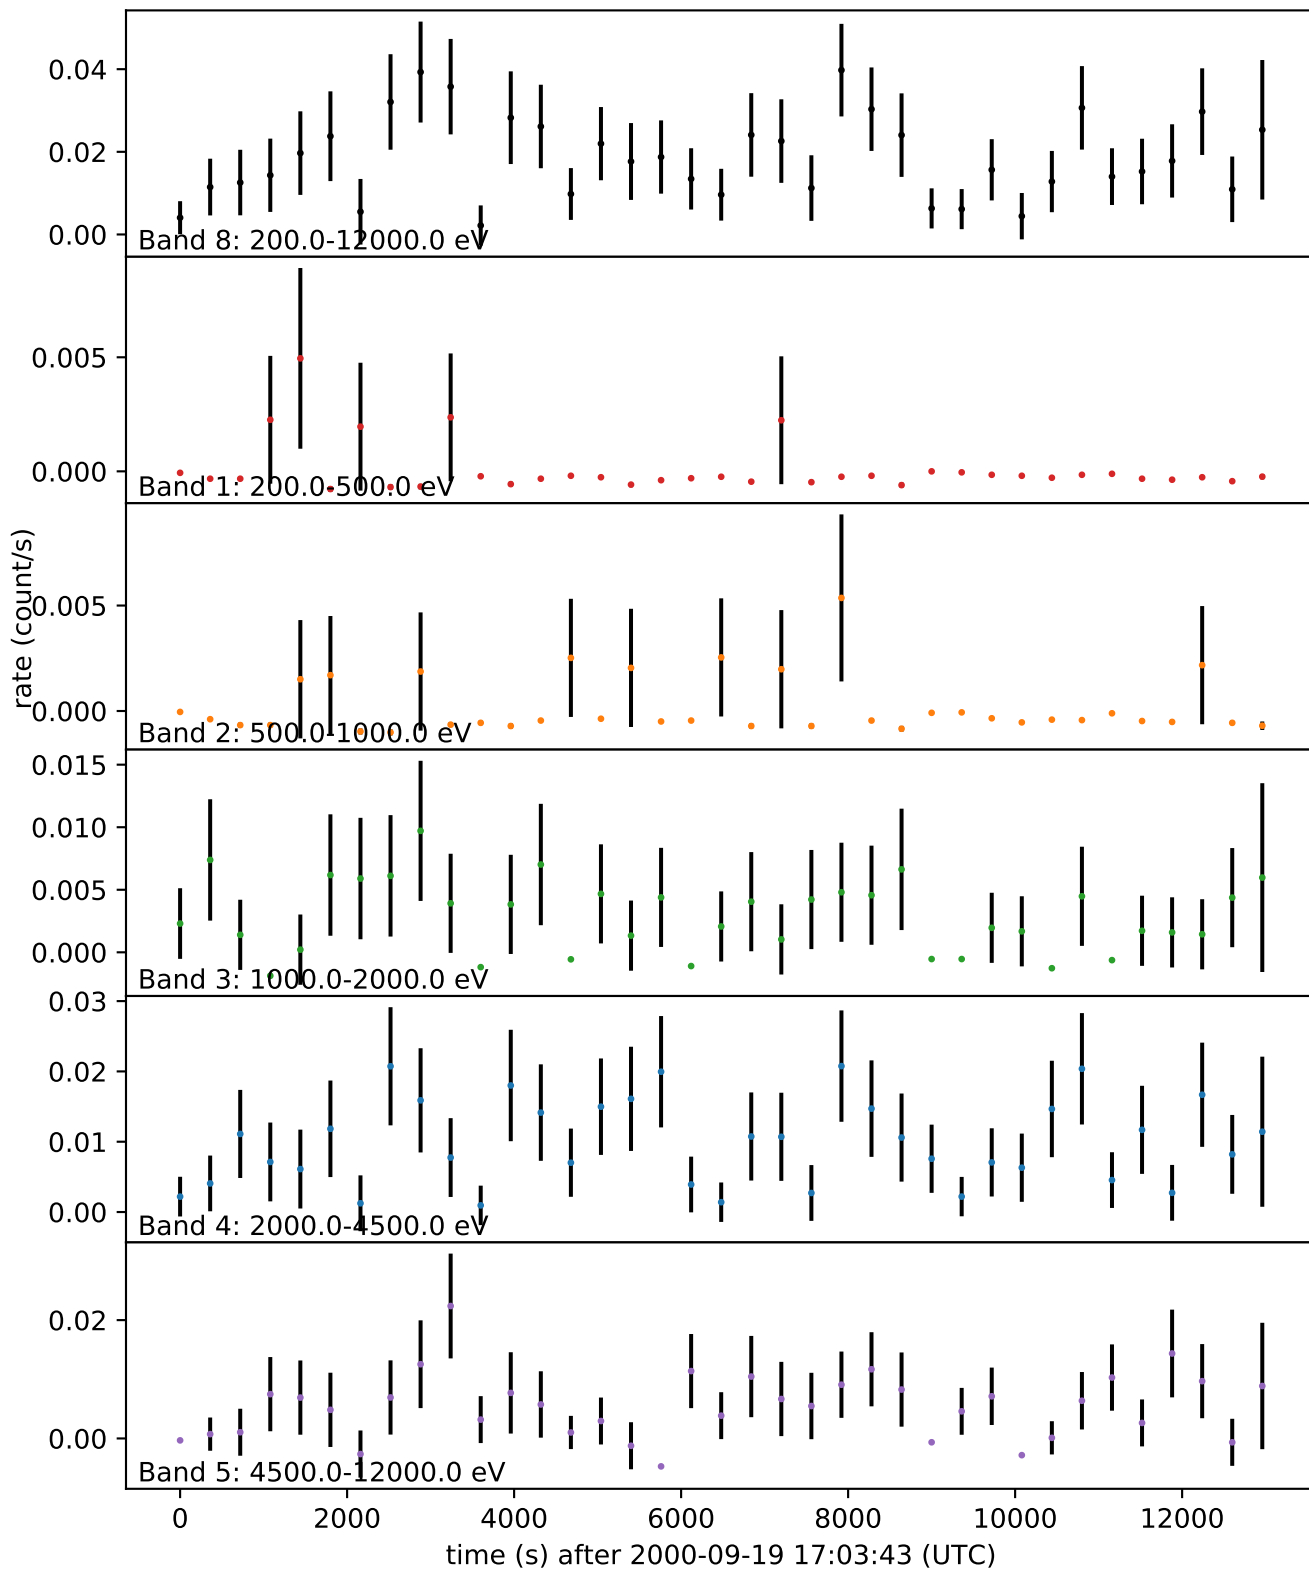 0.04
0.02
0.00
Band 8: 200.0-12000.0 eV
0.005
0.000
Band 1: 200.0-500.0 eV
rate (count/s)
0.005
0.000
Band 2: 500.0-1000.0 eV
0.015
0.010
0.005
0.000
Band 3: 1000.0-2000.0 eV
0.03
0.02
0.01
0.00
Band 4: 2000.0-4500.0 eV
0.02
0.00
Band 5: 4500.0-12000.0 eV
0 2000 4000 6000 8000 10000 12000
time (s) after 2000-09-19 17:03:43 (UTC)